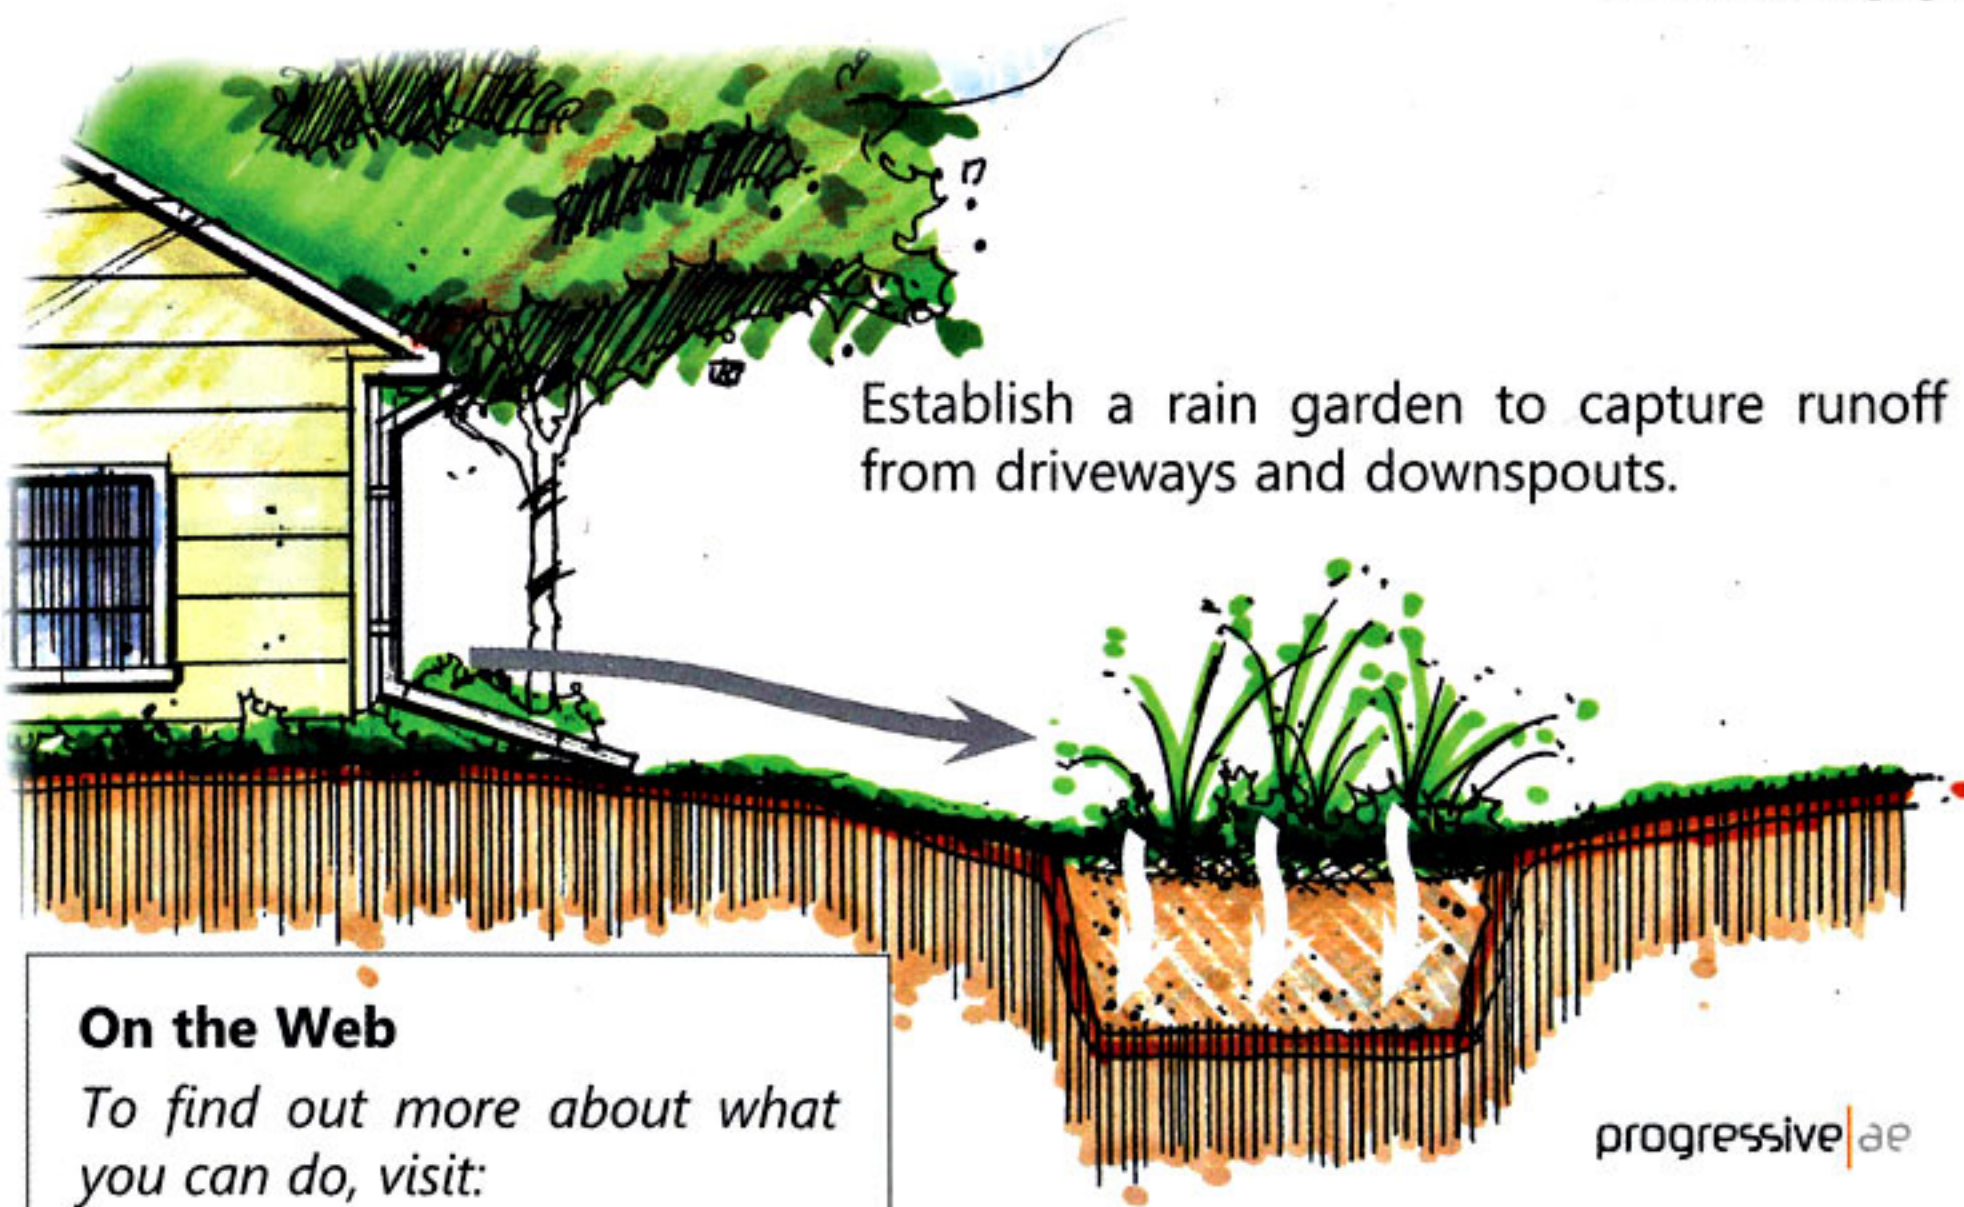 Establish a rain garden to capture runoff
from driveways and downspouts.
On the Web
To find out more about what
you can do, visit:
progressive|ae